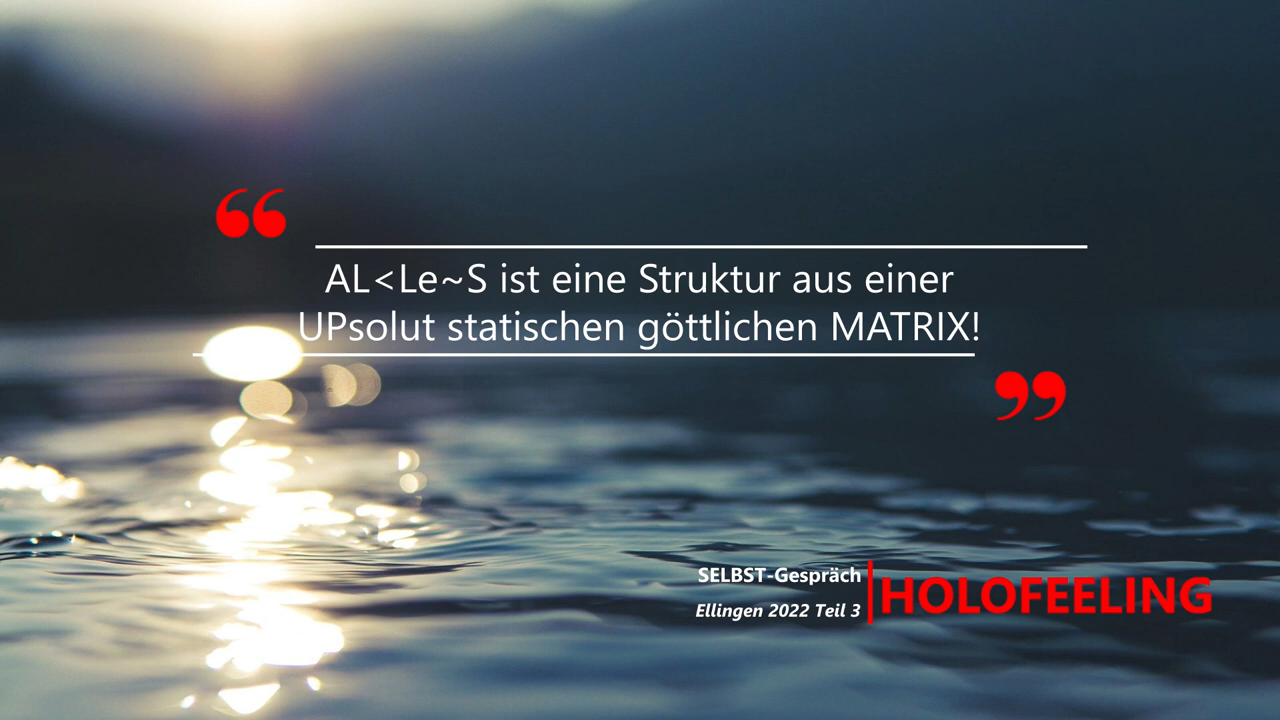 “
AL<Le~S ist eine Struktur aus einer
UPsolut statischen göttlichen MATRIX!
”
SELBST-Gespräch
Ellingen 2022 Teil 3
HOLOFEELING